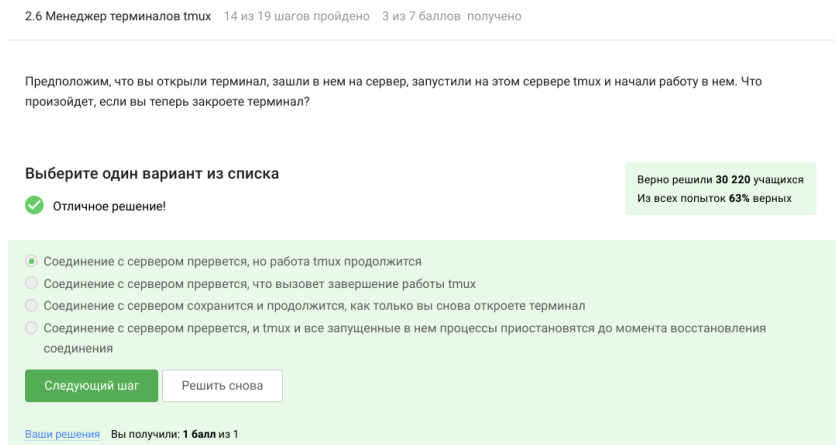 2.6 Менеджер терминалов tmux 14 из 19 шагов пройдено 3 из 7 баллов получено
Предположим, что вы открыли терминал, зашли в нем на сервер, запустили на этом сервере tmux и начали работу в нем. Что
произойдет, если вы теперь закроете терминал?
Выберите один вариант из списка
Отличное решение!
Верно решили 30 220 учащихся
Из всех попыток 63% верных
Соединение с сервером прервется, но работа tmux продолжится
Соединение с сервером прервется, что вызовет завершение работы tmux
Соединение с сервером сохранится и продолжится, как только вы снова откроете терминал
Соединение с сервером прервется, и tmux и все запущенные в нем процессы приостановятся до момента восстановления
соединения
Следующий шаг Решить снова
Ваши решения Вы получили: 1 балл из 1